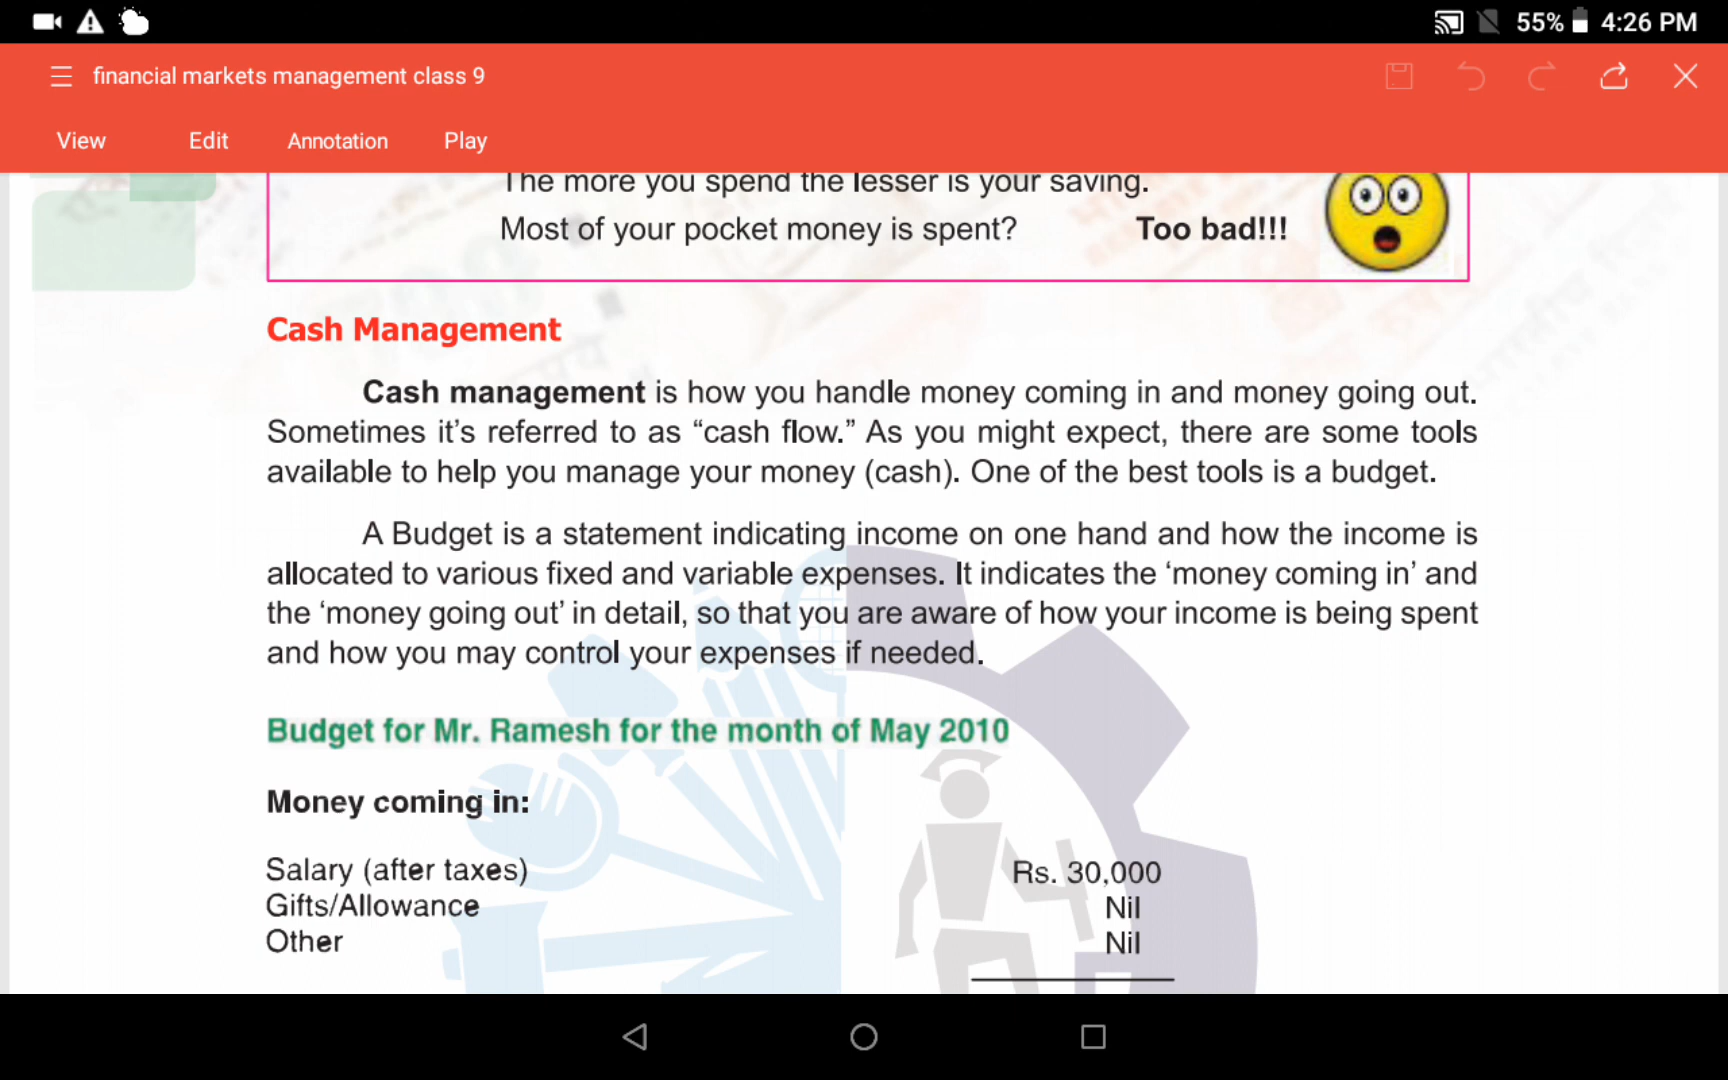 55% 4:26 PM
financial markets management class 9
View Edit Annotation Play
The more you spend the lesser is your saving.
Most of your pocket money is spent? Too bad!!!
Cash Management
Cash management is how you handle money coming in and money going out.
Sometimes it’s referred to as “cash flow.” As you might expect, there are some tools
available to help you manage your money (cash). One of the best tools is a budget.
A Budget is a statement indicating income on one hand and how the income is
allocated to various fixed and variable expenses. It indicates the ‘money coming in’ and
the ‘money going out’ in detail, so that you are aware of how your income is being spent
and how you may control your expenses if needed.
Budget for Mr. Ramesh for the month of May 2010
Money coming in:
Salary (after taxes) Rs. 30,000
Gifts/Allowance Nil
Other Nil